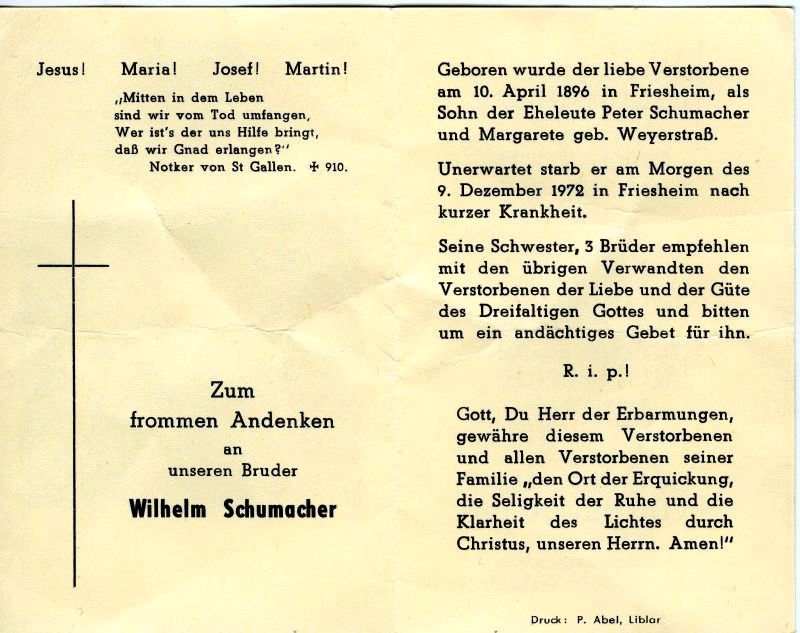 Jesus! Maria! Josef! Martin!
„Mitten in dem Leben
sind wir vom Tod umfangen,
Wer ist's der uns Hilfe bringt,
daß wir Gnad erlangen?"
Notker von St Gallen. ✠ 910.
Zum
frommen Andenken
an
unseren Bruder
Wilhelm Schumacher
Geboren wurde der liebe Verstorbene
am 10. April 1896 in Friesheim, als
Sohn der Eheleute Peter Schumacher
und Margarete geb. Weyerstraß.
Unerwartet starb er am Morgen des
9. Dezember 1972 in Friesheim nach
kurzer Krankheit.
Seine Schwester, 3 Brüder empfehlen
mit den übrigen Verwandten den
Verstorbenen der Liebe und der Güte
des Dreifaltigen Gottes und bitten
um ein andächtiges Gebet für ihn.
R. i. p.!
Gott, Du Herr der Erbarmungen,
gewähre diesem Verstorbenen
und allen Verstorbenen seiner
Familie „den Ort der Erquickung,
die Seligkeit der Ruhe und die
Klarheit des Lichtes durch
Christus, unseren Herrn. Amen!"
Druck: P. Abel, Liblar